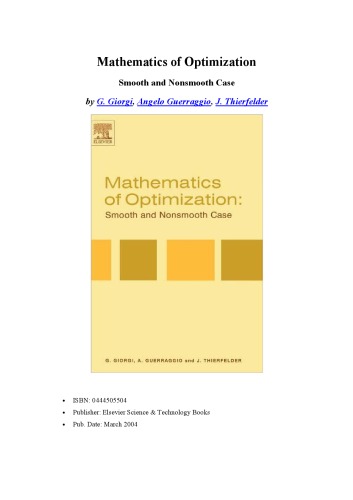 Mathematics of Optimization
Smooth and Nonsmooth Case
by G. Giorgi, Angelo Guerraggio, J. Thierfelder
ELSEVIER
Mathematics
of Optimization:
Smooth and Nonsmooth Case
G. GIORGI, A. GUERRAGGIO and J. THIERFELDER
• ISBN: 0444505504
• Publisher: Elsevier Science & Technology Books
• Pub. Date: March 2004